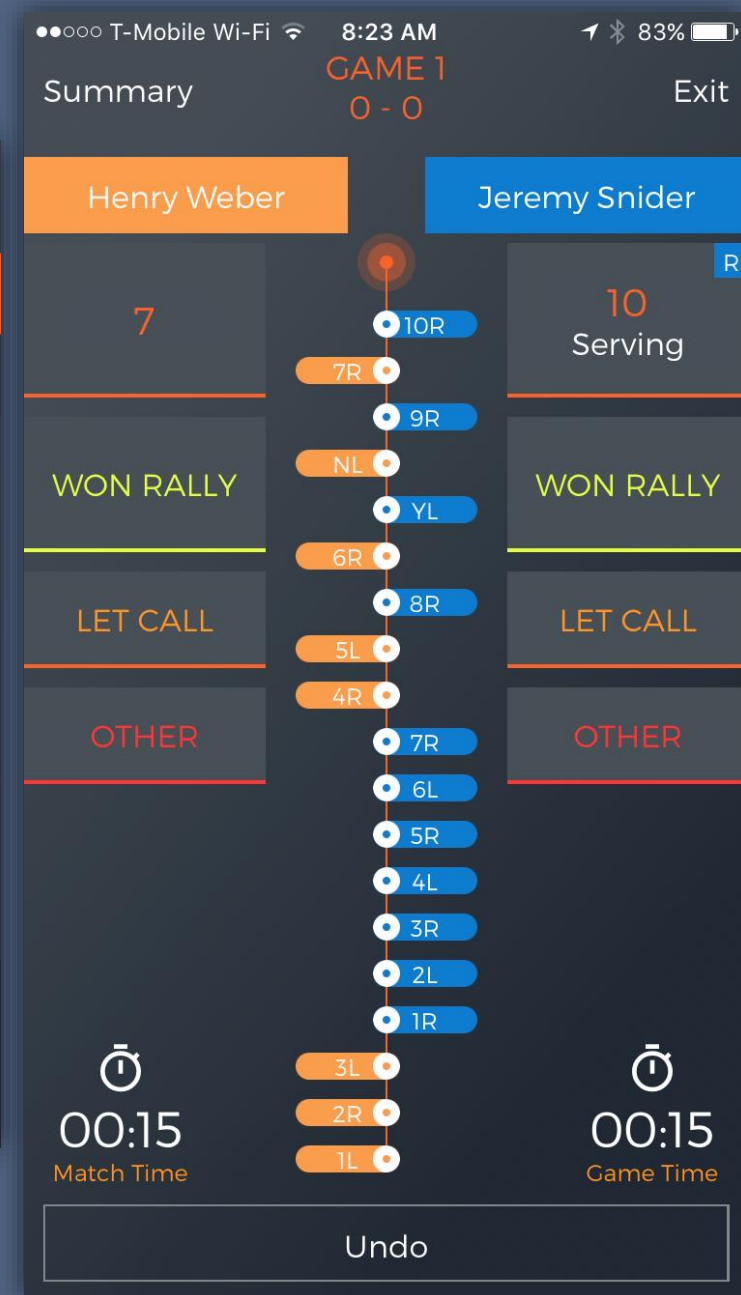 T-Mobile Wi-Fi 8:23 AM 83%
Summary
GAME 1
0 - 0
Exit
Henry Weber
Jeremy Snider
7
R
10
Serving
10R
7R
9R
NL
YL
6R
8R
5L
4R
7R
6L
5R
4L
3R
2L
1R
3L
2R
1L
WON RALLY
WON RALLY
LET CALL
LET CALL
OTHER
OTHER
00:15
Match Time
00:15
Game Time
Undo